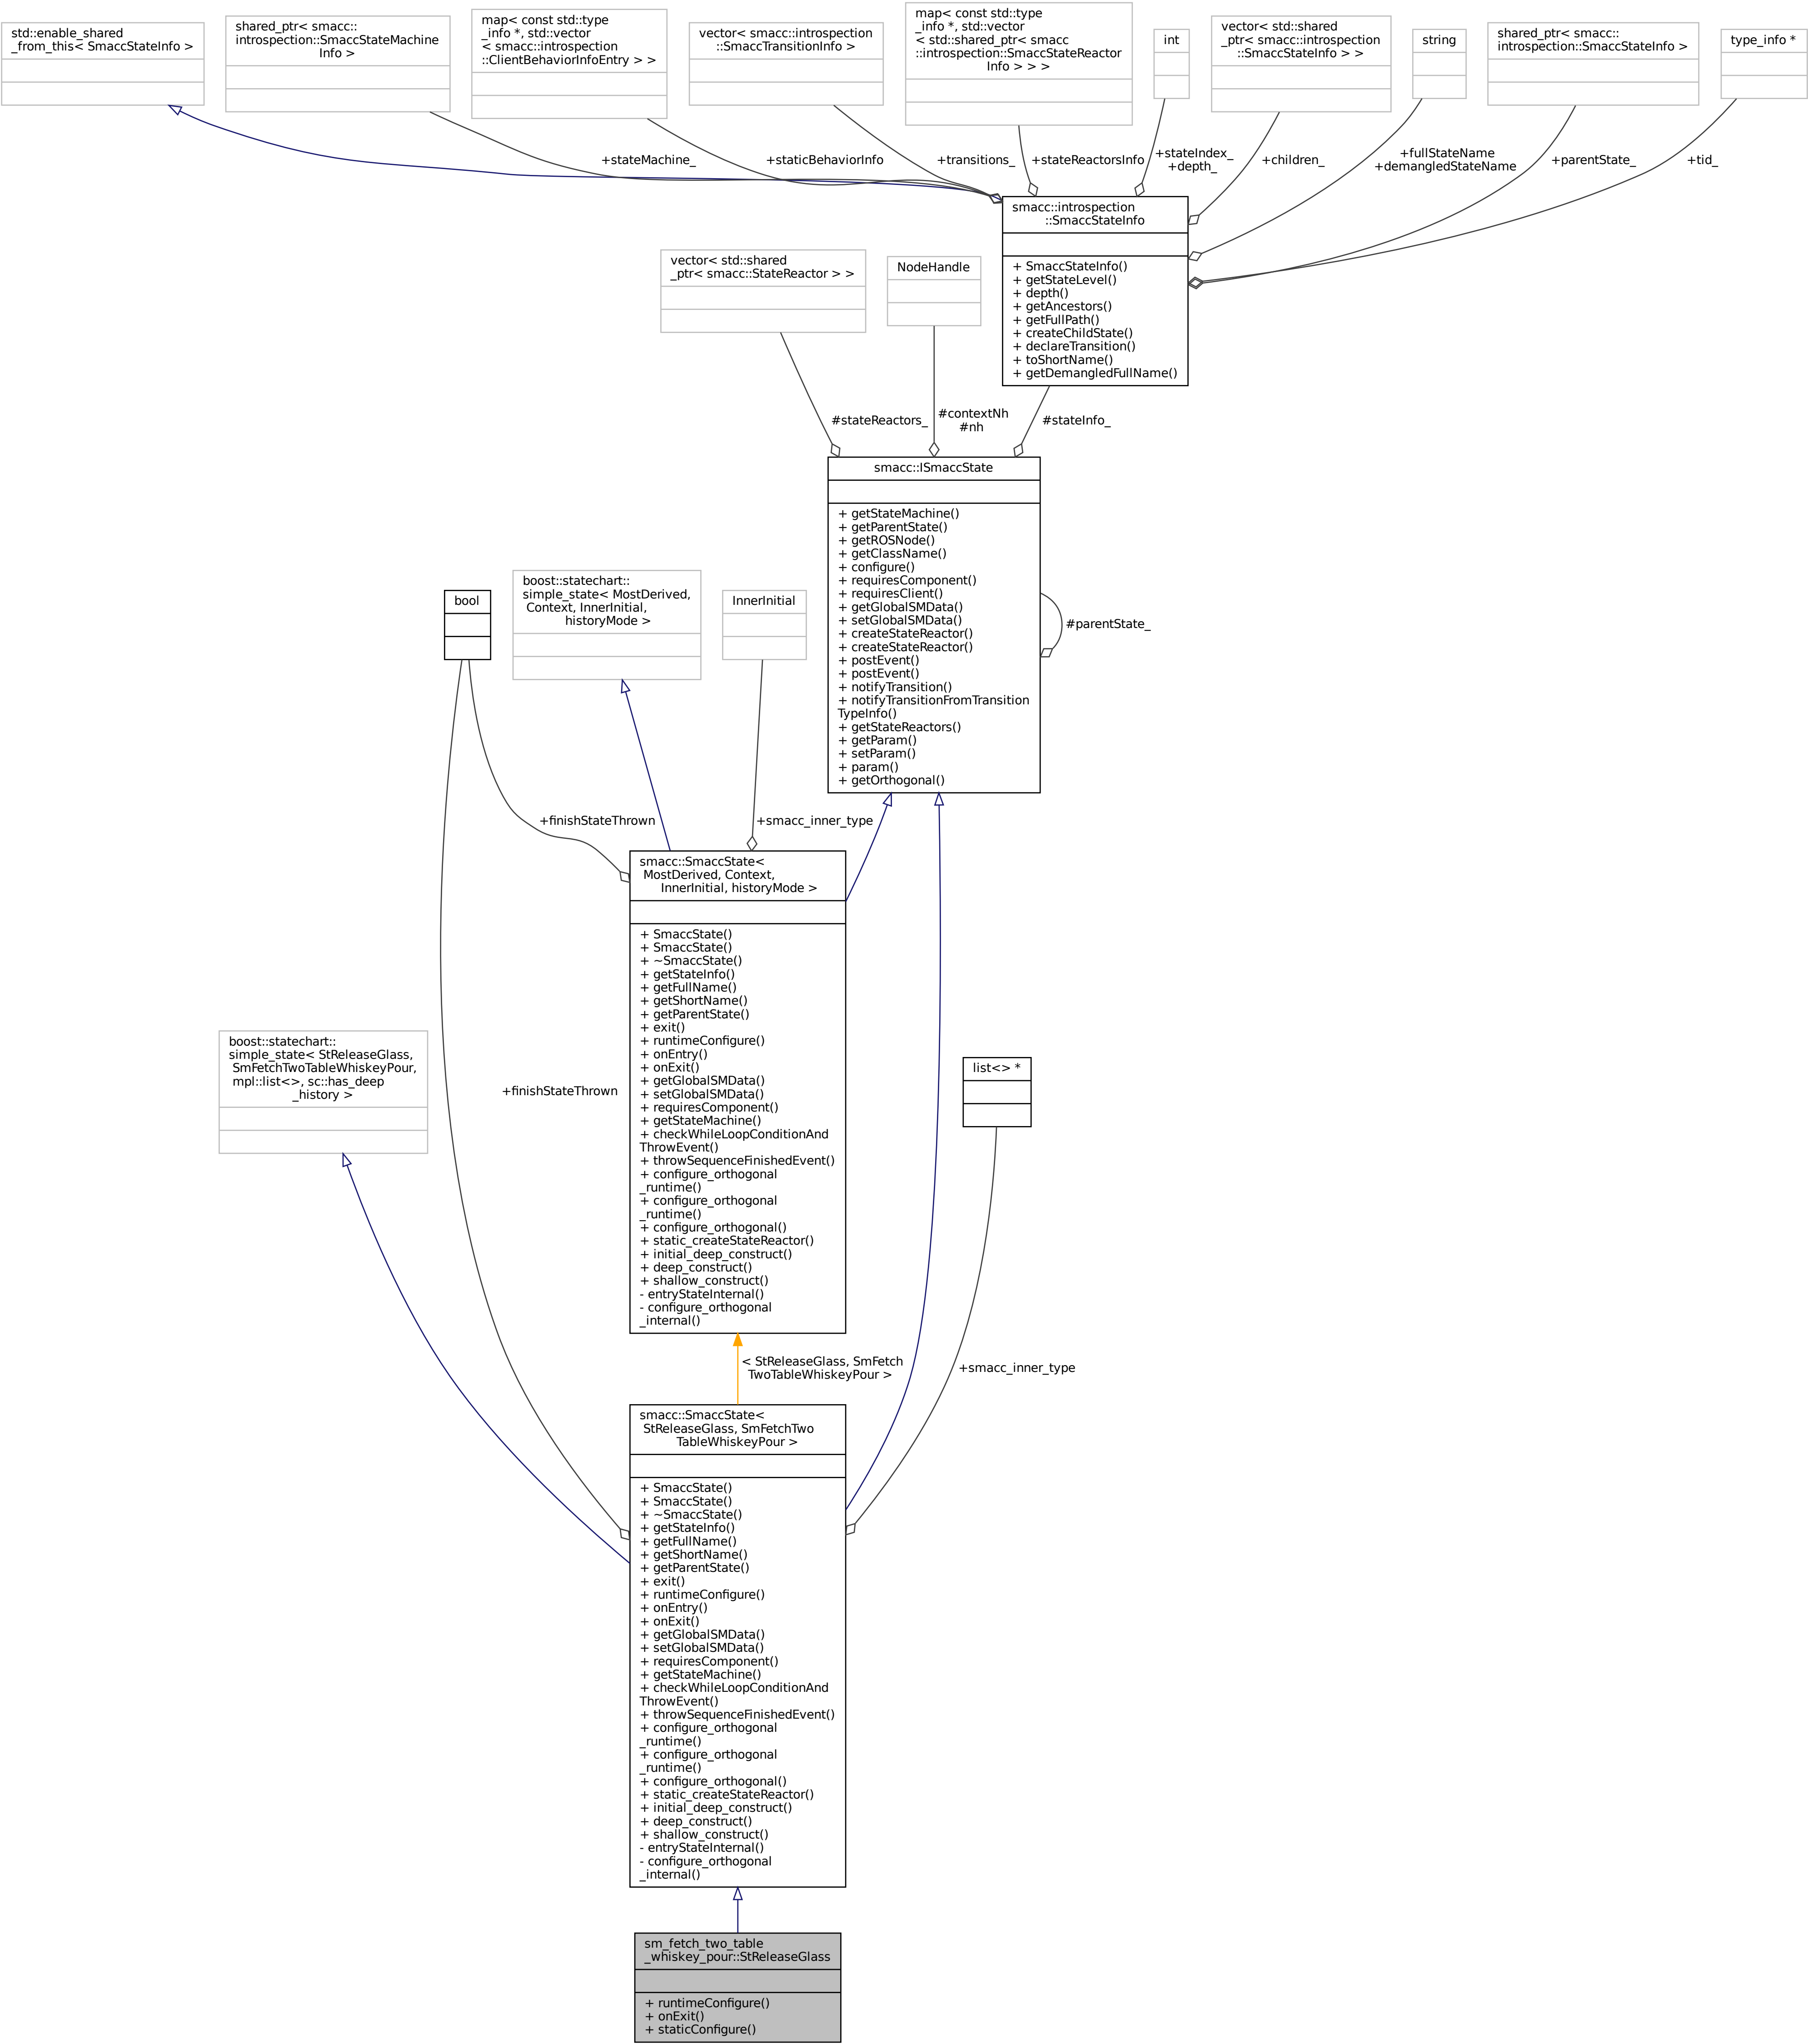 std::enable_shared
_from_this< SmaccStateInfo >
shared_ptr< smacc::
introspection::SmaccStateMachine
Info >
map< const std::type
_info *, std::vector
< smacc::introspection
::ClientBehaviorInfoEntry > >
vector< smacc::introspection
::SmaccTransitionInfo >
map< const std::type
_info *, std::vector
< std::shared_ptr< smacc
::introspection::SmaccStateReactor
Info > > >
int
vector< std::shared
_ptr< smacc::introspection
::SmaccStateInfo > >
string
shared_ptr< smacc::
introspection::SmaccStateInfo >
type_info *
+stateMachine_
+staticBehaviorInfo
+transitions_
+stateReactorsInfo
+stateIndex_
+depth_
+children_
+fullStateName
+demangledStateName
+parentState_
+tid_
smacc::introspection
::SmaccStateInfo
+ SmaccStateInfo()
+ getStateLevel()
+ depth()
+ getAncestors()
+ getFullPath()
+ createChildState()
+ declareTransition()
+ toShortName()
+ getDemangledFullName()
vector< std::shared
_ptr< smacc::StateReactor > >
NodeHandle
#stateReactors_
#contextNh
#nh
#stateInfo_
smacc::ISmaccState
+ getStateMachine()
+ getParentState()
+ getROSNode()
+ getClassName()
+ configure()
+ requiresComponent()
+ requiresClient()
+ getGlobalSMData()
+ setGlobalSMData()
+ createStateReactor()
+ createStateReactor()
+ postEvent()
+ postEvent()
+ notifyTransition()
+ notifyTransitionFromTransition
TypeInfo()
+ getStateReactors()
+ getParam()
+ setParam()
+ param()
+ getOrthogonal()
#parentState_
bool
boost::statechart::
simple_state< MostDerived,
Context, InnerInitial,
historyMode >
InnerInitial
+finishStateThrown
+smacc_inner_type
smacc::SmaccState<
MostDerived, Context,
InnerInitial, historyMode >
+ SmaccState()
+ SmaccState()
+ ~SmaccState()
+ getStateInfo()
+ getFullName()
+ getShortName()
+ getParentState()
+ exit()
+ runtimeConfigure()
+ onEntry()
+ onExit()
+ getGlobalSMData()
+ setGlobalSMData()
+ requiresComponent()
+ getStateMachine()
+ checkWhileLoopConditionAnd
ThrowEvent()
+ throwSequenceFinishedEvent()
+ configure_orthogonal
_runtime()
+ configure_orthogonal
_runtime()
+ configure_orthogonal()
+ static_createStateReactor()
+ initial_deep_construct()
+ deep_construct()
+ shallow_construct()
- entryStateInternal()
- configure_orthogonal
_internal()
boost::statechart::
simple_state< StReleaseGlass,
SmFetchTwoTableWhiskeyPour,
mpl::list<>, sc::has_deep
_history >
+finishStateThrown
list<> *
< StReleaseGlass, SmFetch
TwoTableWhiskeyPour >
+smacc_inner_type
smacc::SmaccState<
StReleaseGlass, SmFetchTwo
TableWhiskeyPour >
+ SmaccState()
+ SmaccState()
+ ~SmaccState()
+ getStateInfo()
+ getFullName()
+ getShortName()
+ getParentState()
+ exit()
+ runtimeConfigure()
+ onEntry()
+ onExit()
+ getGlobalSMData()
+ setGlobalSMData()
+ requiresComponent()
+ getStateMachine()
+ checkWhileLoopConditionAnd
ThrowEvent()
+ throwSequenceFinishedEvent()
+ configure_orthogonal
_runtime()
+ configure_orthogonal
_runtime()
+ configure_orthogonal()
+ static_createStateReactor()
+ initial_deep_construct()
+ deep_construct()
+ shallow_construct()
- entryStateInternal()
- configure_orthogonal
_internal()
sm_fetch_two_table
_whiskey_pour::StReleaseGlass
+ runtimeConfigure()
+ onExit()
+ staticConfigure()